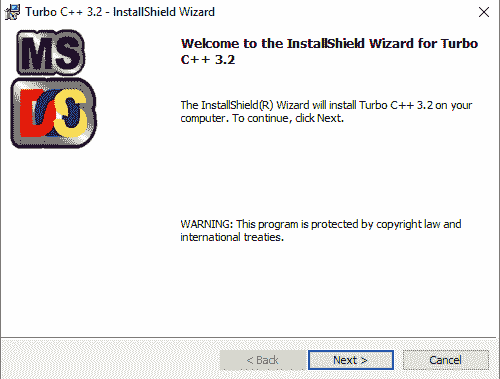 Turbo C++ 3.2 - InstallShield Wizard
MS
DOS
Welcome to the InstallShield Wizard for Turbo
C++ 3.2
The InstallShield(R) Wizard will install Turbo C++ 3.2 on your
computer. To continue, click Next.
WARNING: This program is protected by copyright law and
international treaties.
< Back
Next >
Cancel